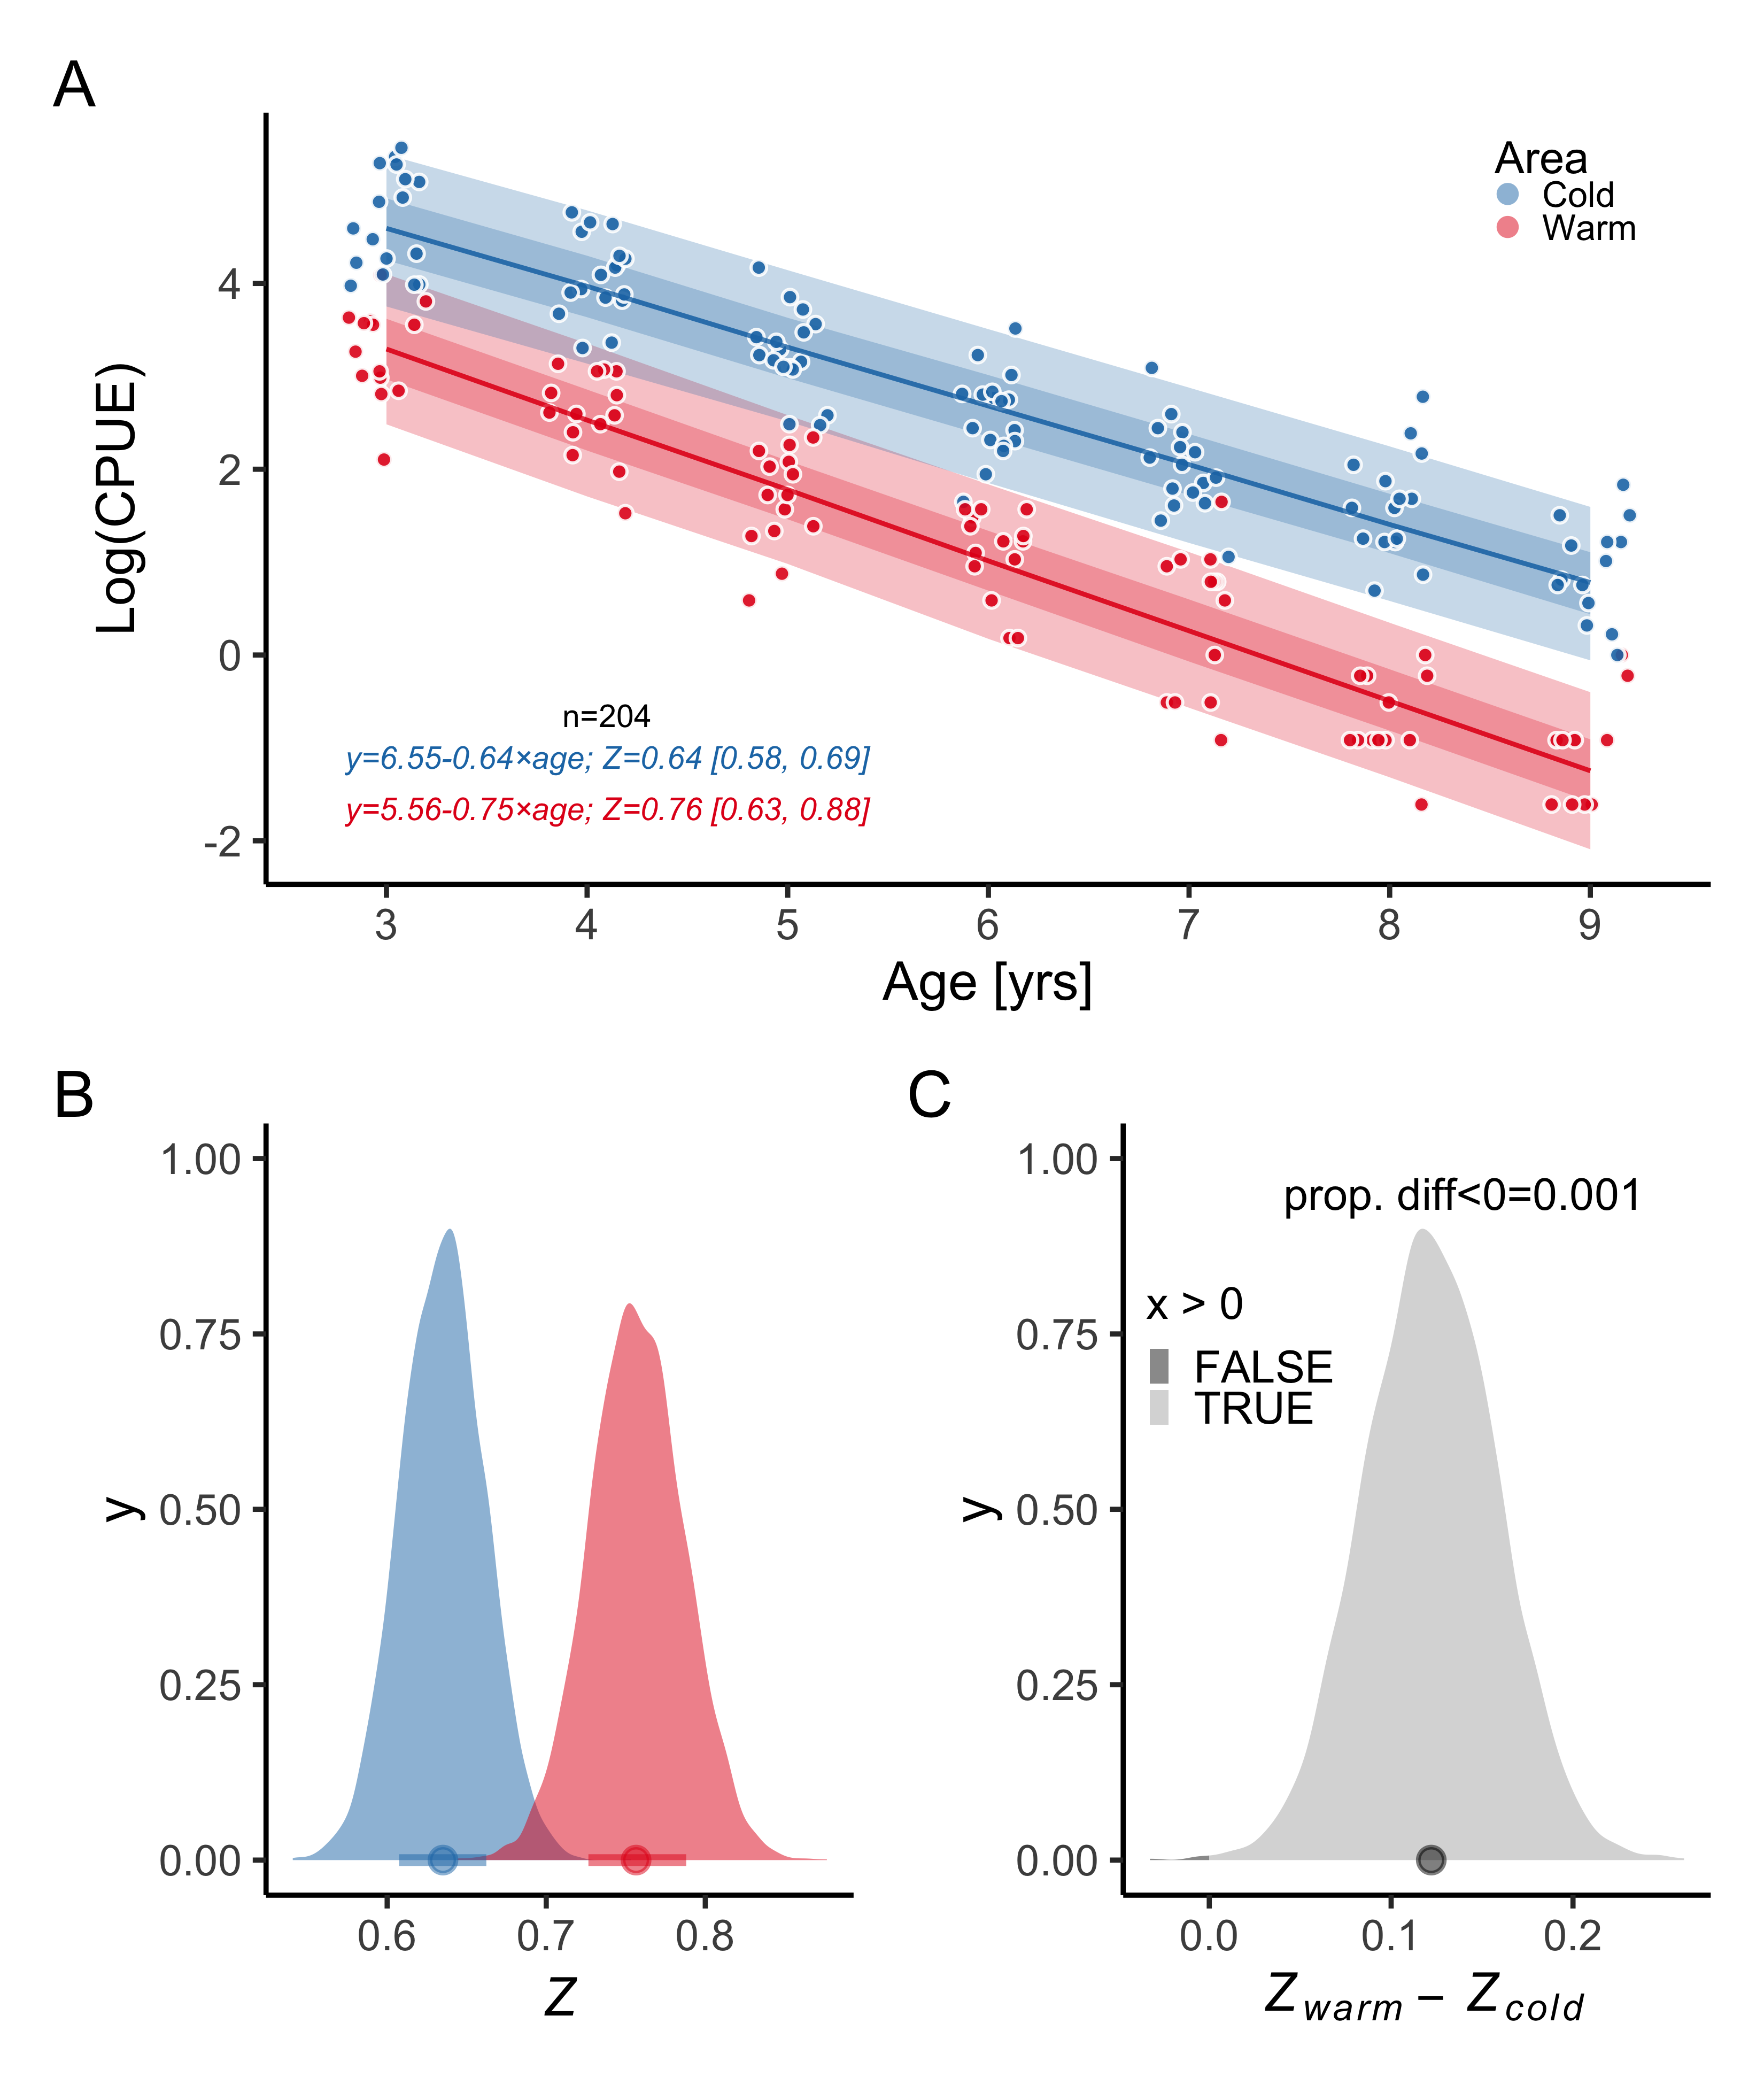 A
Area
Cold
Warm
Log(CPUE)
4
2
0
-2
n=204
y=6.55-0.64×age; Z=0.64 [0.58, 0.69]
y=5.56-0.75×age; Z=0.76 [0.63, 0.88]
3 4 5 6 7 8 9
Age [yrs]
B
y
1.00
0.75
0.50
0.25
0.00
0.6 0.7 0.8
Z
C
y
1.00
0.75
0.50
0.25
0.00
prop. diff<0=0.001
x > 0
FALSE
TRUE
0.0 0.1 0.2
Z warm − Z cold